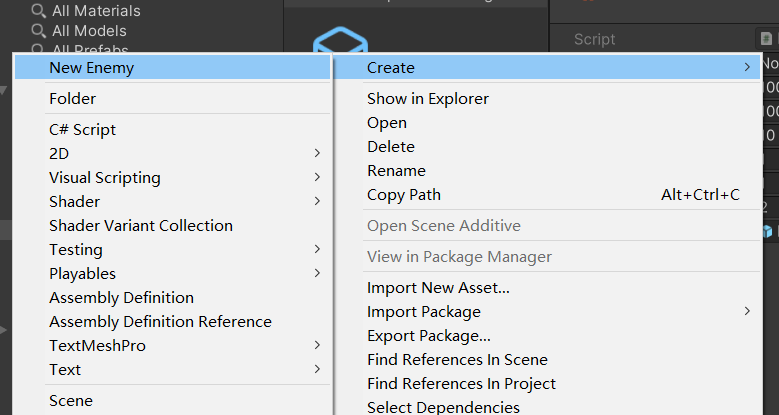 All Materials
All Models
All Prefabs
Script
New Enemy
Folder
C# Script
2D
Visual Scripting
Shader
Shader Variant Collection
Testing
Playables
Assembly Definition
Assembly Definition Reference
TextMeshPro
Text
Scene
Create
Show in Explorer
Open
Delete
Rename
Copy Path Alt+Ctrl+C
Open Scene Additive
View in Package Manager
Import New Asset...
Import Package
Export Package...
Find References In Scene
Find References In Project
Select Dependencies